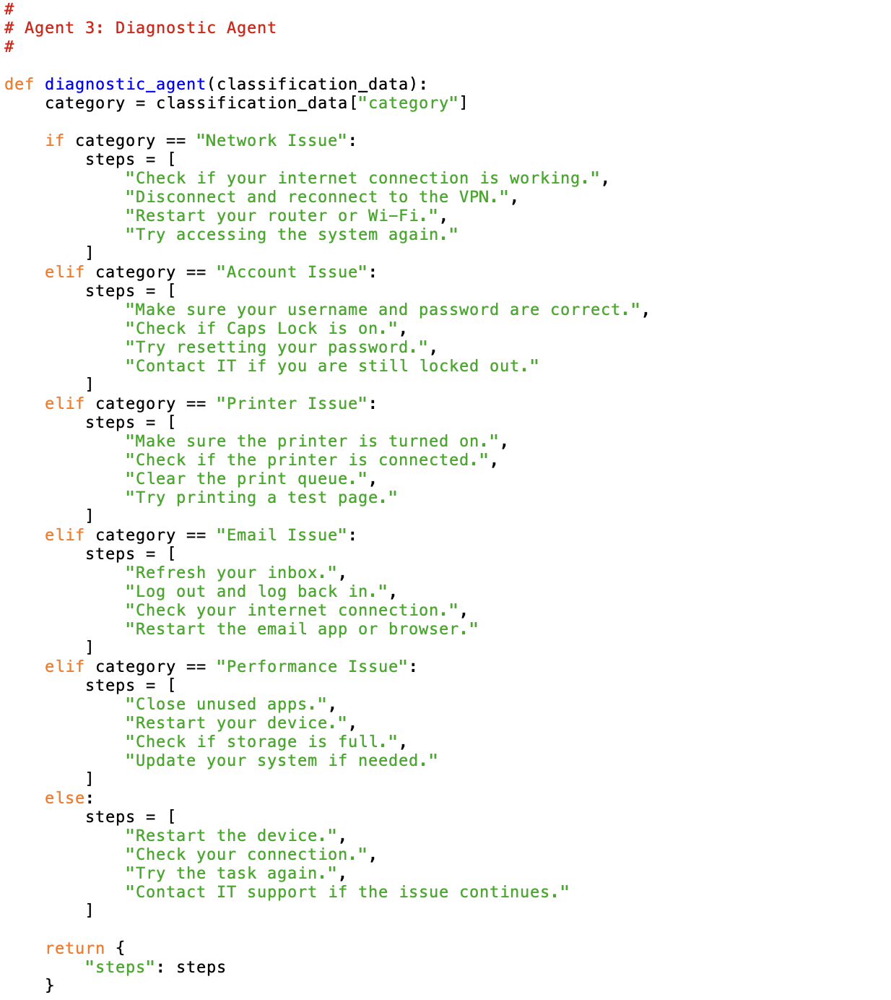 #
# Agent 3: Diagnostic Agent
#

def diagnostic_agent(classification_data):
    category = classification_data["category"]

    if category == "Network Issue":
        steps = [
            "Check if your internet connection is working.",
            "Disconnect and reconnect to the VPN.",
            "Restart your router or Wi-Fi.",
            "Try accessing the system again."
        ]
    elif category == "Account Issue":
        steps = [
            "Make sure your username and password are correct.",
            "Check if Caps Lock is on.",
            "Try resetting your password.",
            "Contact IT if you are still locked out."
        ]
    elif category == "Printer Issue":
        steps = [
            "Make sure the printer is turned on.",
            "Check if the printer is connected.",
            "Clear the print queue.",
            "Try printing a test page."
        ]
    elif category == "Email Issue":
        steps = [
            "Refresh your inbox.",
            "Log out and log back in.",
            "Check your internet connection.",
            "Restart the email app or browser."
        ]
    elif category == "Performance Issue":
        steps = [
            "Close unused apps.",
            "Restart your device.",
            "Check if storage is full.",
            "Update your system if needed."
        ]
    else:
        steps = [
            "Restart the device.",
            "Check your connection.",
            "Try the task again.",
            "Contact IT support if the issue continues."
        ]

    return {
        "steps": steps
    }